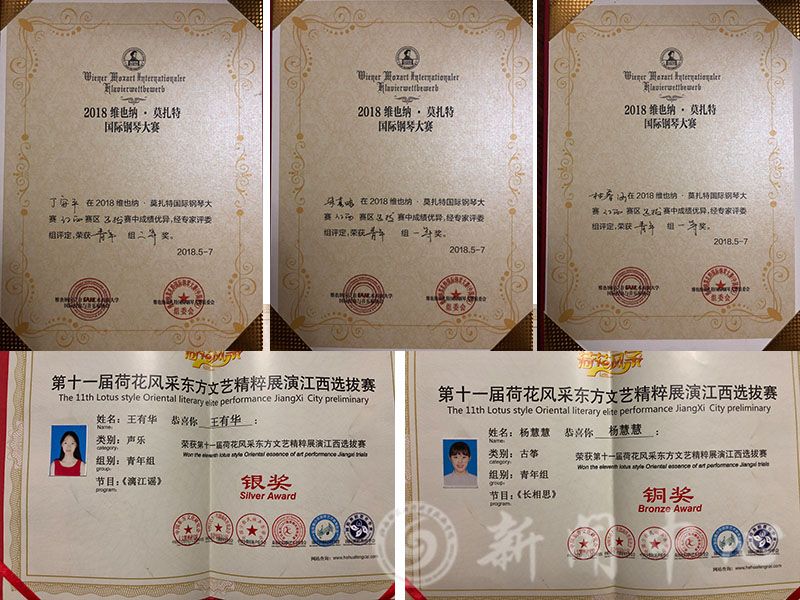 Wiener Mozart Internationaler
Klavierwettbewerb
2018 维也纳·莫扎特
国际钢琴大赛
在 2018 维也纳·莫扎特国际钢琴大
赛 江西 赛区 选拔 赛中成绩优异,经专家评委
组评定,荣获 青年 组 二等 奖。
2018.5-7
组委会
Wiener Mozart Internationaler
Klavierwettbewerb
2018 维也纳·莫扎特
国际钢琴大赛
在 2018 维也纳·莫扎特国际钢琴大
赛 江西 赛区 选拔 赛中成绩优异,经专家评委
组评定,荣获 青年 组 一等 奖。
2018.5-7
组委会
Wiener Mozart Internationaler
Klavierwettbewerb
2018 维也纳·莫扎特
国际钢琴大赛
在 2018 维也纳·莫扎特国际钢琴大
赛 江西 赛区 选拔 赛中成绩优异,经专家评委
组评定,荣获 青年 组 一等 奖。
2018.5-7
组委会
荷花风采
第十一届荷花风采东方文艺精粹展演江西选拔赛
The 11th Lotus style Oriental literary elite performance JiangXi City preliminary
姓名:王有华 恭喜你 王有华 :
Name:
类别:声乐 荣获第十一届荷花风采东方文艺精粹展演江西选拔赛
category: Won the eleventh lotus style Oriental essence of art performance Jiangxi trials
组别:青年组
group:
节目:《漓江谣》
program:
银奖
Silver Award
荷花风采
第十一届荷花风采东方文艺精粹展演江西选拔赛
The 11th Lotus style Oriental literary elite performance JiangXi City preliminary
姓名:杨慧慧 恭喜你 杨慧慧 :
Name:
类别:古筝 荣获第十一届荷花风采东方文艺精粹展演江西选拔赛
category: Won the eleventh lotus style Oriental essence of art performance Jiangxi trials
组别:青年组
group:
节目:《长相思》
program:
铜奖
Bronze Award
新闻中心